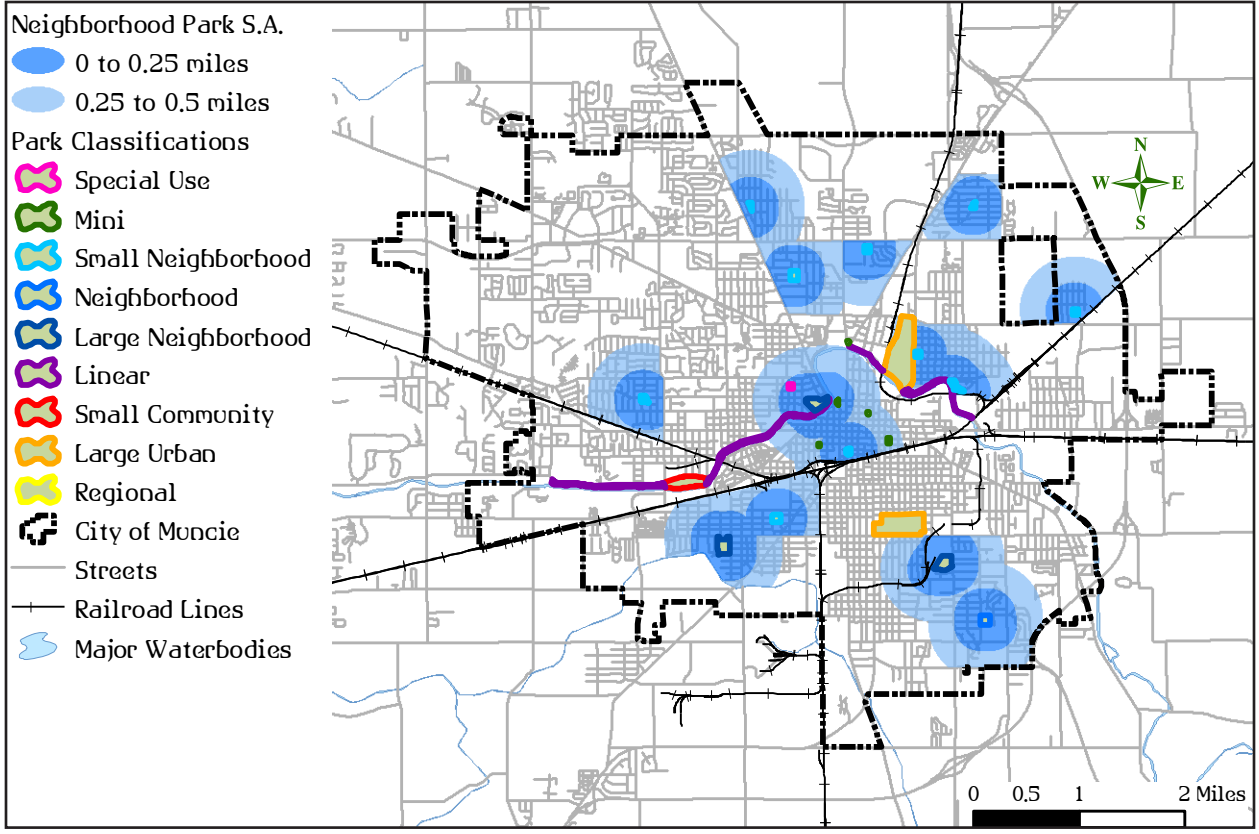 Neighborhood Park S.A.
0 to 0.25 miles
0.25 to 0.5 miles
Park Classifications
Special Use
Mini
Small Neighborhood
Neighborhood
Large Neighborhood
Linear
Small Community
Large Urban
Regional
City of Muncie
Streets
Railroad Lines
Major Waterbodies
N
W E
S
0 0.5 1 2 Miles